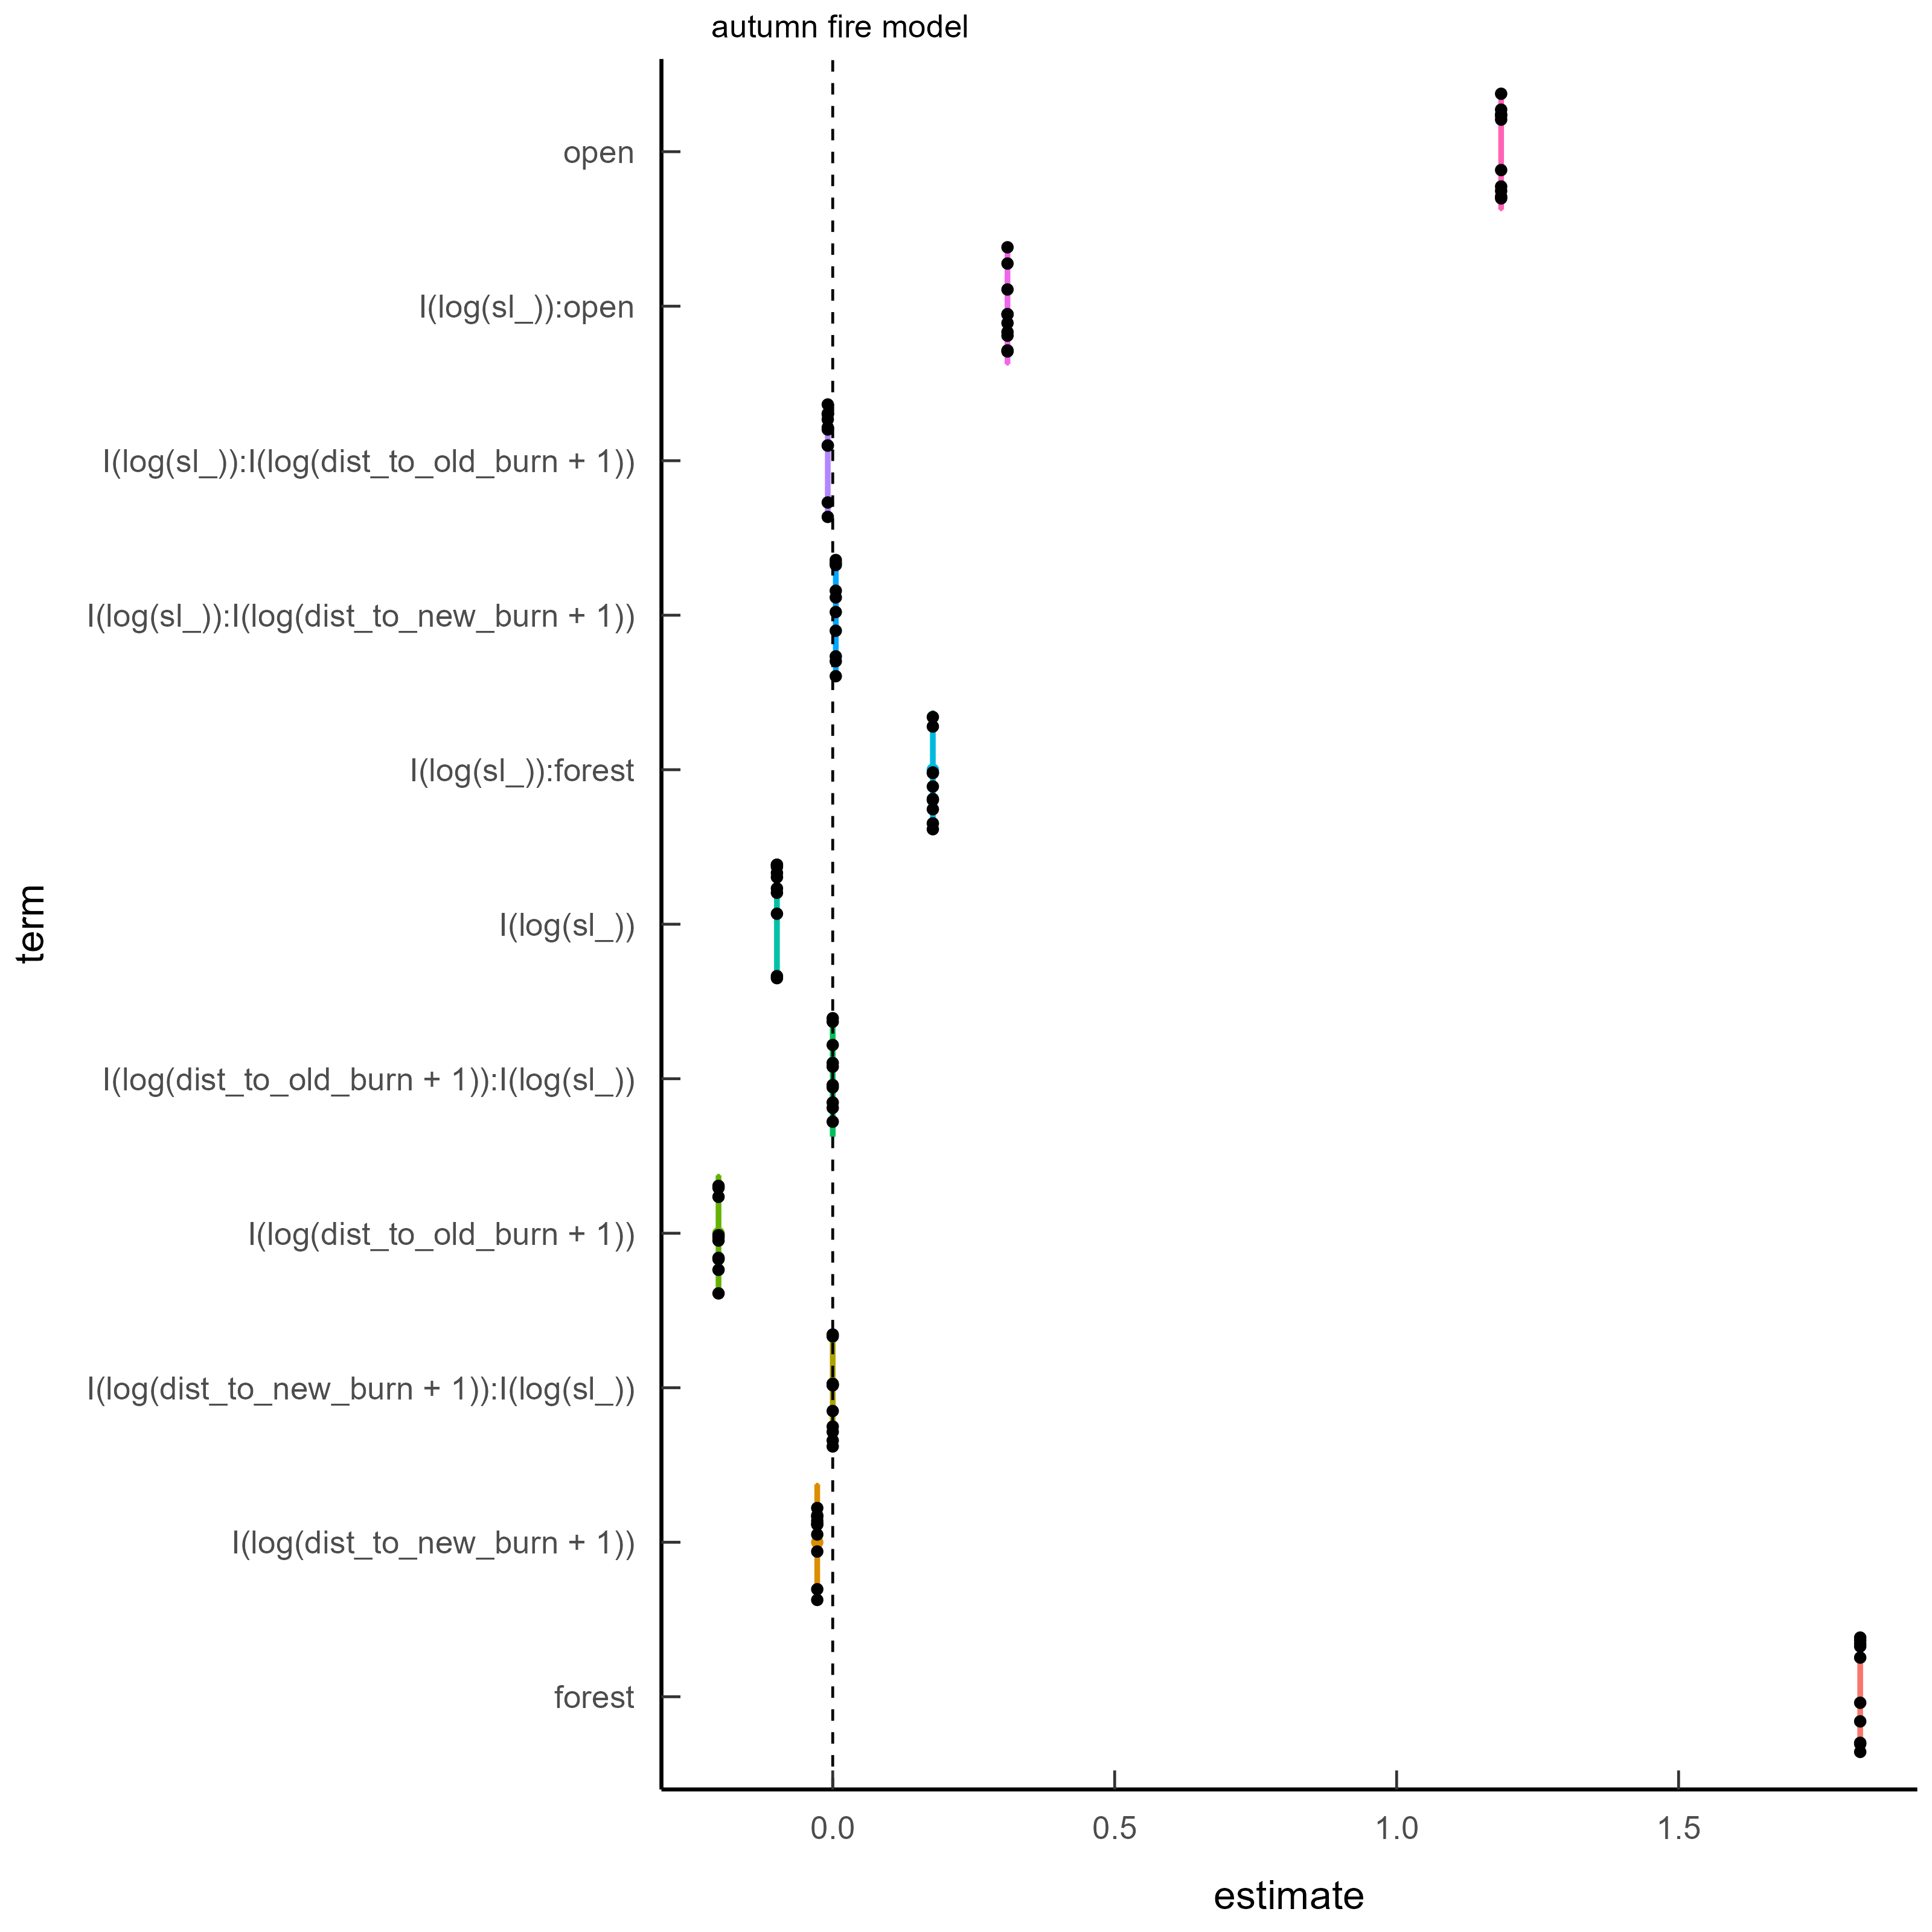 autumn fire model
open
I(log(sl_)):open
I(log(sl_)):I(log(dist_to_old_burn + 1))
I(log(sl_)):I(log(dist_to_new_burn + 1))
I(log(sl_)):forest
I(log(sl_))
I(log(dist_to_old_burn + 1)):I(log(sl_))
I(log(dist_to_old_burn + 1))
I(log(dist_to_new_burn + 1)):I(log(sl_))
I(log(dist_to_new_burn + 1))
forest
term
0.0 0.5 1.0 1.5
estimate